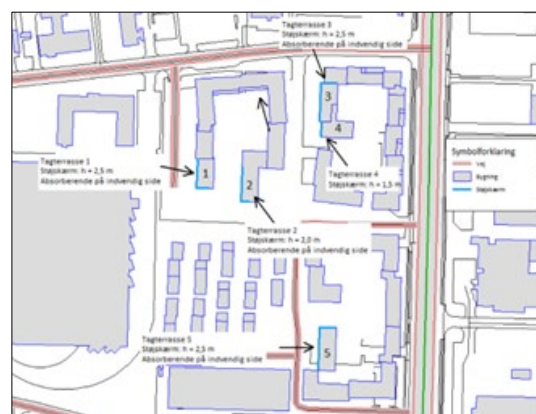 Tagterrasse 3
Støjskærm: h = 2,5 m
Absorberende på indvendig side
3
4
Symbolforklaring
Vej
Bygning
Støjskærm
Tagterrasse 1
Støjskærm: h = 2,5 m
Absorberende på indvendig side
1
2
Tagterrasse 4
Støjskærm: h = 1,5 m
Tagterrasse 2
Støjskærm: h = 2,0 m
Absorberende på indvendig side
Tagterrasse 5
Støjskærm: h = 2,5 m
Absorberende på indvendig side
5